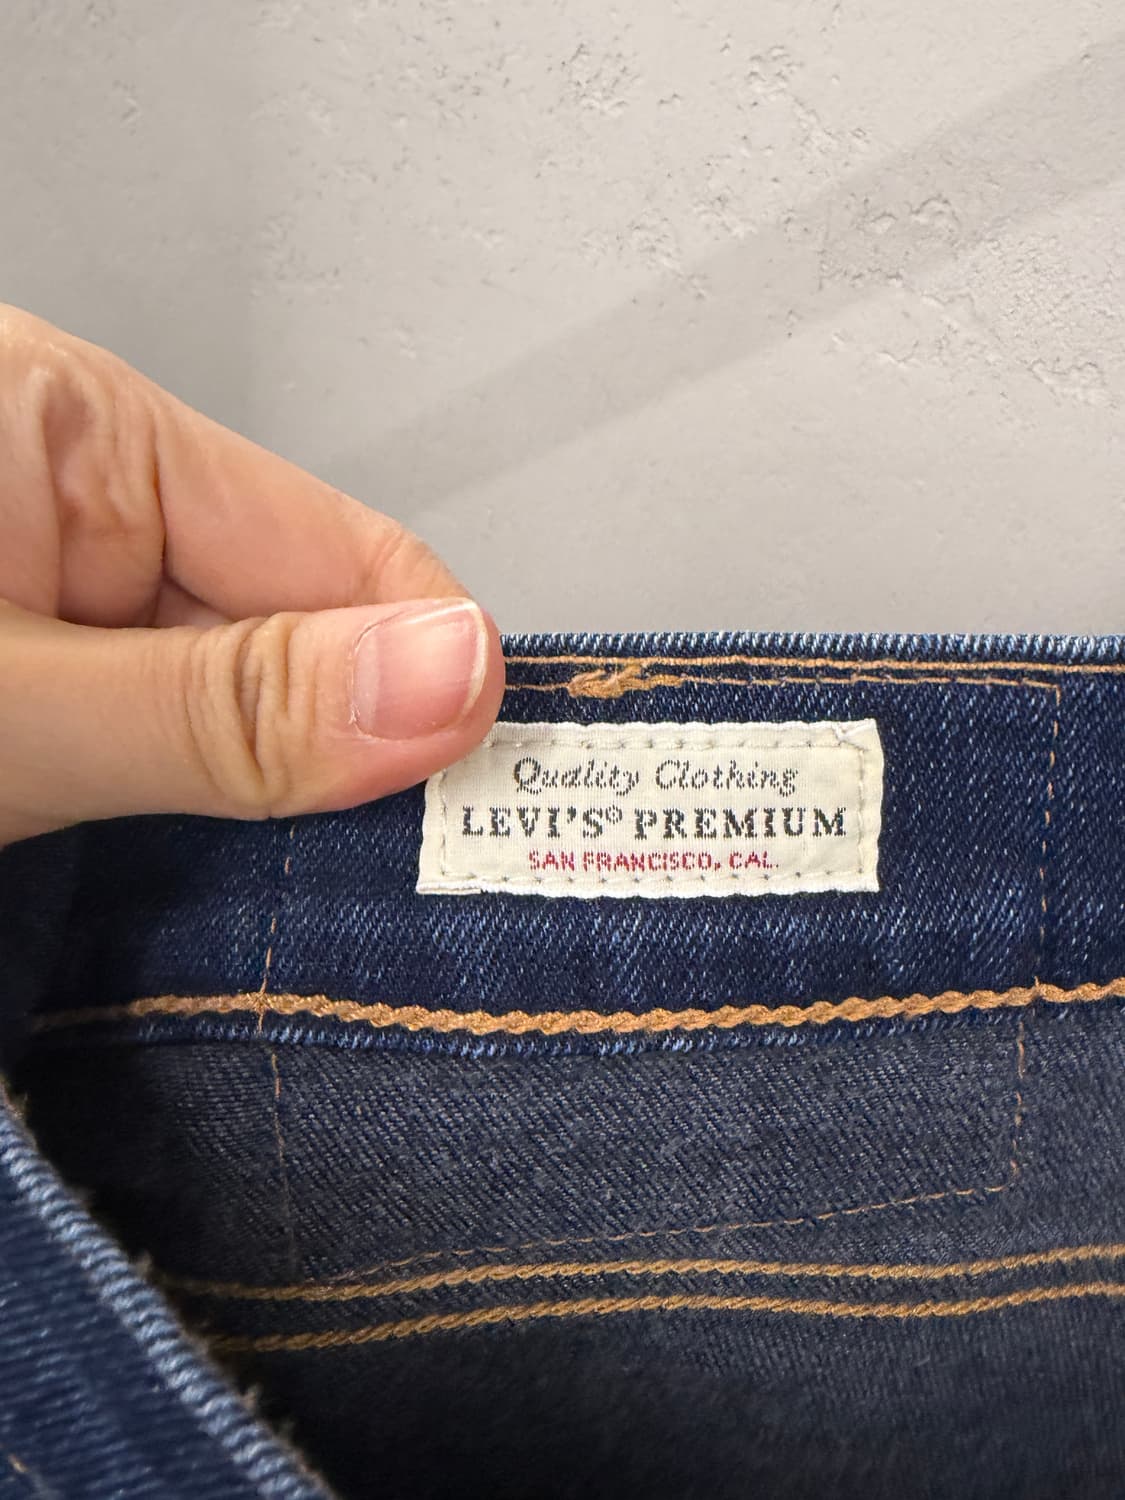 Quality Clothing
LEVI'S® PREMIUM
SAN FRANCISCO, CAL.